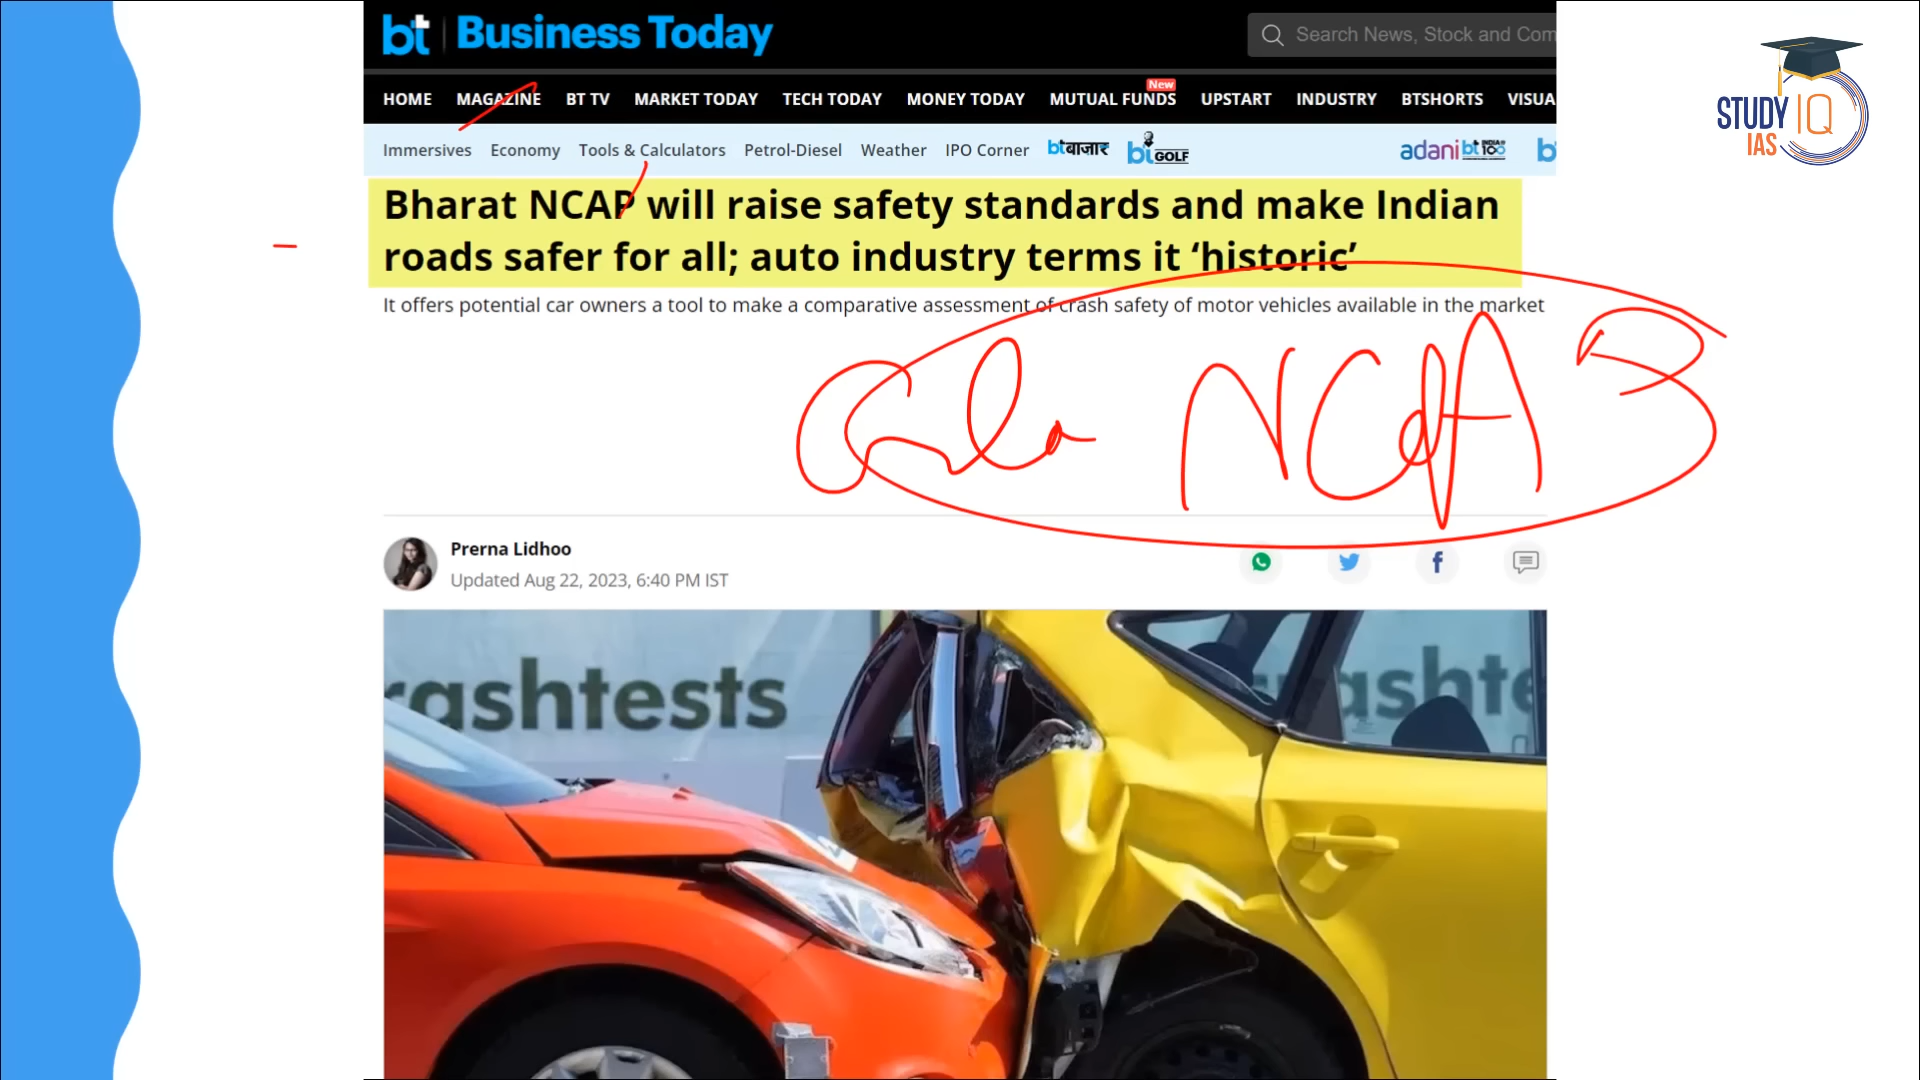 bt Business Today
Search News, Stock and Com
HOME MAGAZINE BT TV MARKET TODAY TECH TODAY MONEY TODAY MUTUAL FUNDS New UPSTART INDUSTRY BTSHORTS VISUA
Immersives Economy Tools & Calculators Petrol-Diesel Weather IPO Corner btबाजार bt GOLF adani bt INDIA 100 b
STUDY IQ
IAS
Bharat NCAP will raise safety standards and make Indian
roads safer for all; auto industry terms it ‘historic’
It offers potential car owners a tool to make a comparative assessment of crash safety of motor vehicles available in the market
Prerna Lidhoo
Updated Aug 22, 2023, 6:40 PM IST
rashtests